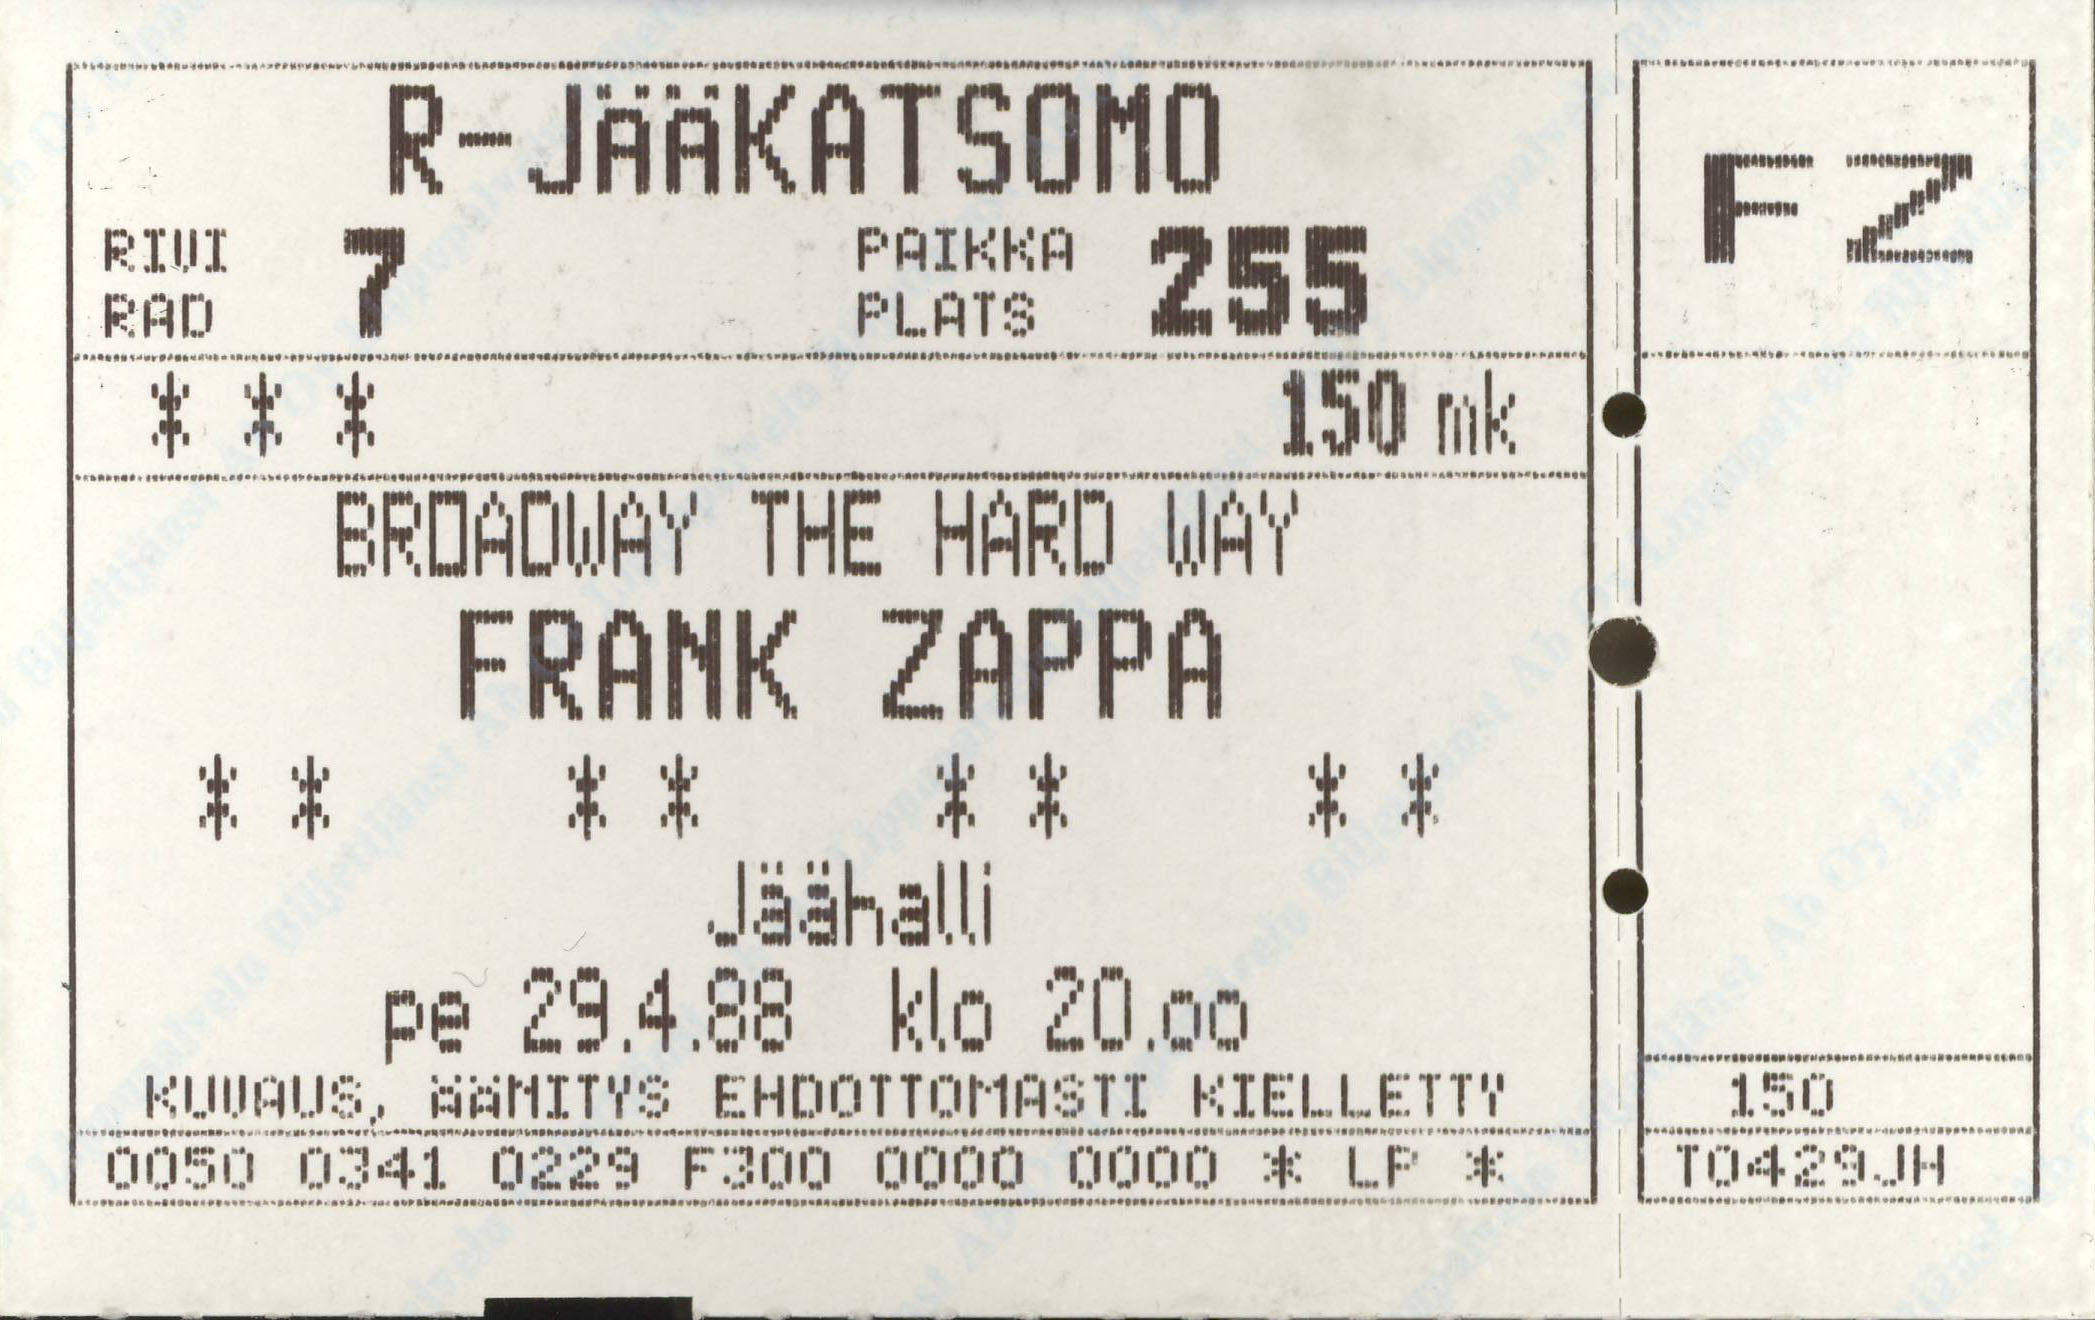 R-JÄÄKATSOMO
RIVI 7 PAIKKA 255
RAD PLATS
* * * 150 mk
BROADWAY THE HARD WAY
FRANK ZAPPA
* * * * * * * *
Jäähalli
pe 29.4.88 klo 20.00
KUVAUS, ÄÄNITYS EHDOTTOMASTI KIELLETTY
0050 0341 0229 F300 0000 0000 * LP *
FZ
150
T0429JH